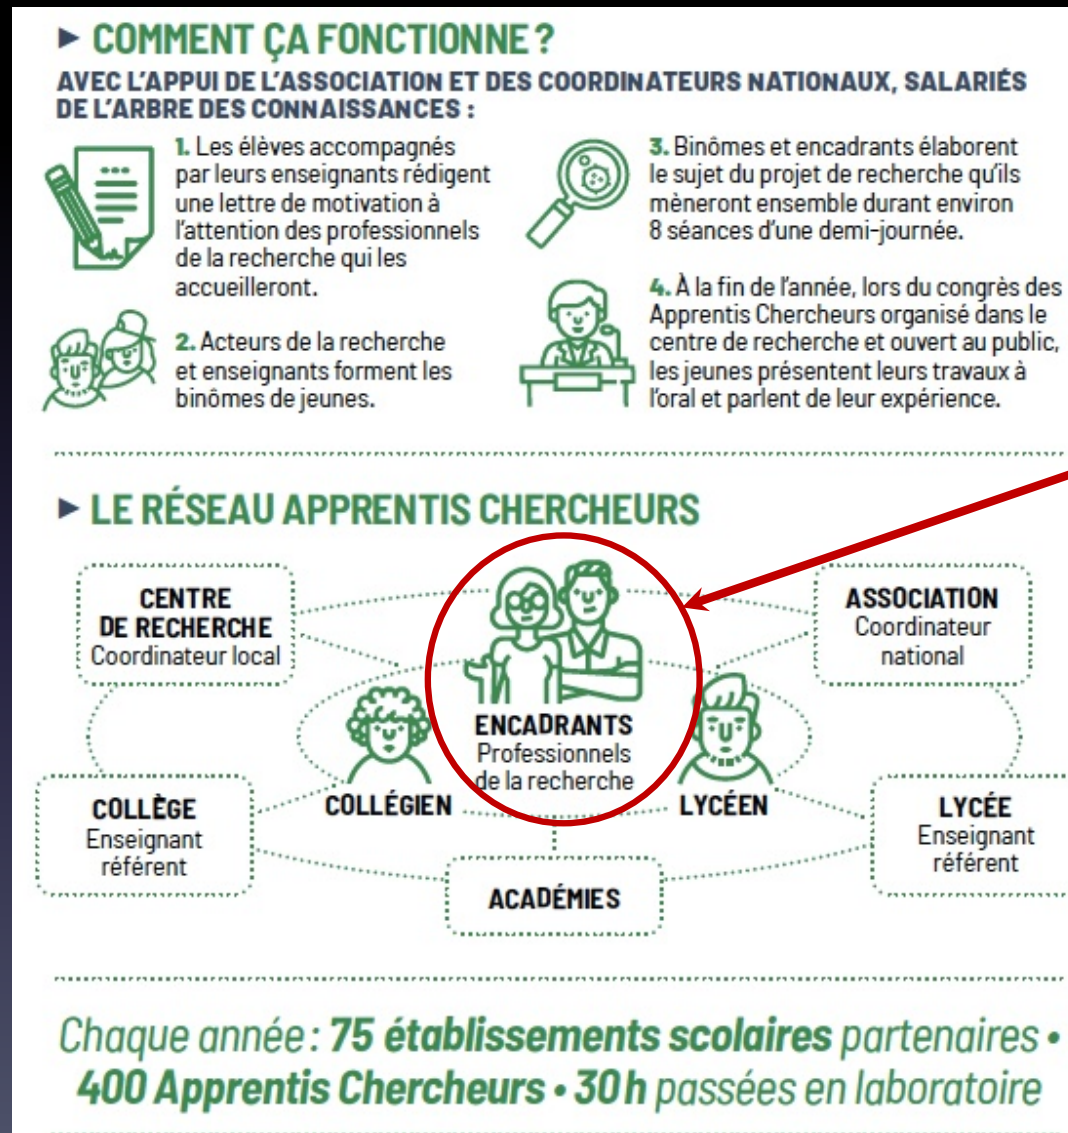 ► COMMENT ÇA FONCTIONNE ?
AVEC L'APPUI DE L'ASSOCIATION ET DES COORDINATEURS NATIONAUX, SALARIÉS
DE L'ARBRE DES CONNAISSANCES :
1. Les élèves accompagnés
par leurs enseignants rédigent
une lettre de motivation à
l'attention des professionnels
de la recherche qui les
accueilleront.
2. Acteurs de la recherche
et enseignants forment les
binômes de jeunes.
3. Binômes et encadrants élaborent
le sujet du projet de recherche qu'ils
mèneront ensemble durant environ
8 séances d'une demi-journée.
4. À la fin de l'année, lors du congrès des
Apprentis Chercheurs organisé dans le
centre de recherche et ouvert au public,
les jeunes présentent leurs travaux à
l'oral et parlent de leur expérience.
► LE RÉSEAU APPRENTIS CHERCHEURS
CENTRE
DE RECHERCHE
Coordinateur local
ASSOCIATION
Coordinateur
national
ENCADRANTS
Professionnels
de la recherche
COLLÉGIEN
LYCÉEN
COLLÈGE
Enseignant
référent
LYCÉE
Enseignant
référent
ACADÉMIES
Chaque année : 75 établissements scolaires partenaires •
400 Apprentis Chercheurs • 30 h passées en laboratoire